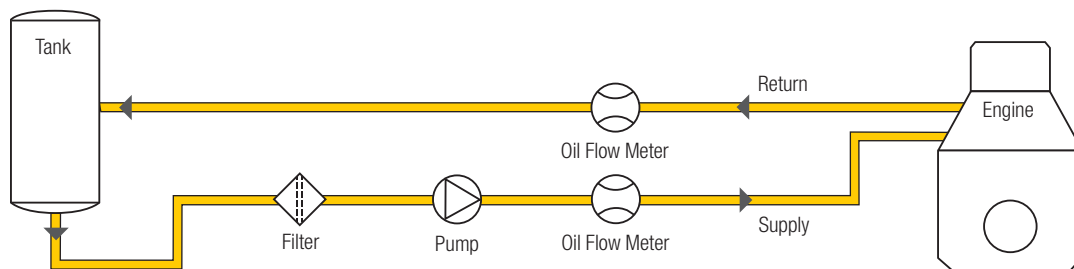 Tank
Return
Engine
Oil Flow Meter
Filter
Pump
Oil Flow Meter
Supply